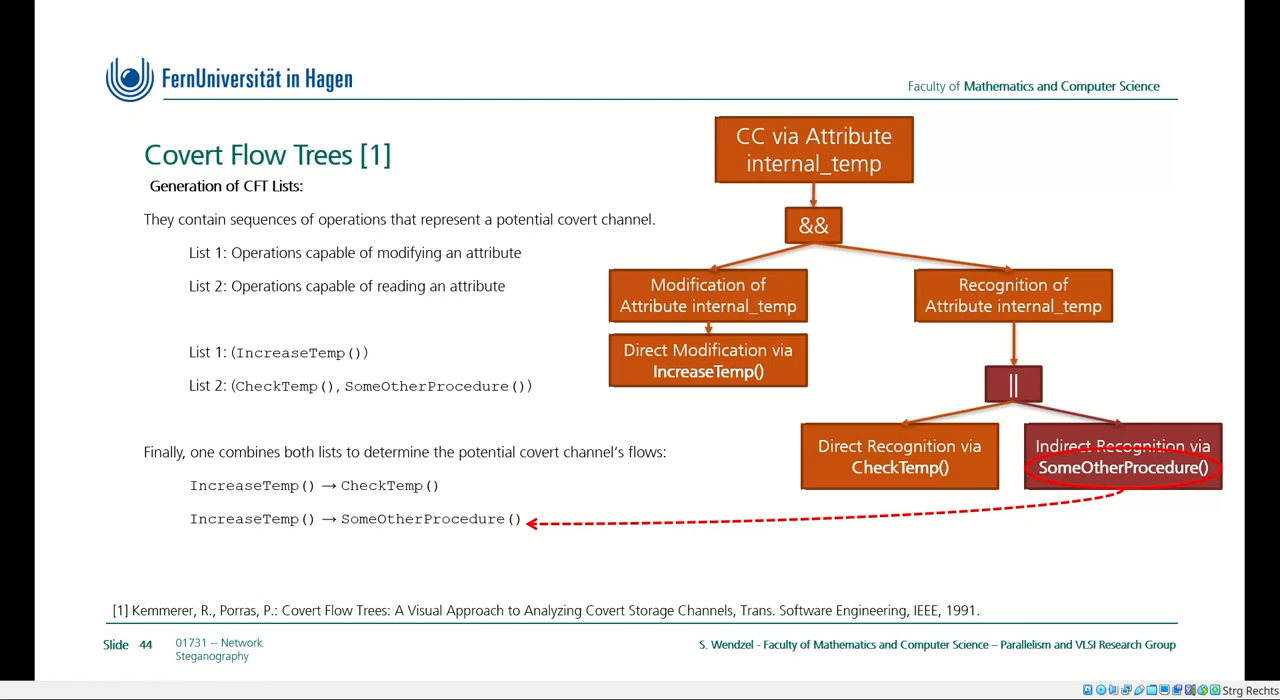 FernUniversität in Hagen
Faculty of Mathematics and Computer Science
Covert Flow Trees [1]
Generation of CFT Lists:
They contain sequences of operations that represent a potential covert channel.
List 1: Operations capable of modifying an attribute
List 2: Operations capable of reading an attribute
List 1: (IncreaseTemp())
List 2: (CheckTemp(), SomeOtherProcedure())
Finally, one combines both lists to determine the potential covert channel's flows:
IncreaseTemp() → CheckTemp()
IncreaseTemp() → SomeOtherProcedure()
CC via Attribute
internal_temp
&&
Modification of
Attribute internal_temp
Recognition of
Attribute internal_temp
Direct Modification via
IncreaseTemp()
||
Direct Recognition via
CheckTemp()
Indirect Recognition via
SomeOtherProcedure()
[1] Kemmerer, R., Porras, P.: Covert Flow Trees: A Visual Approach to Analyzing Covert Storage Channels, Trans. Software Engineering, IEEE, 1991.
Slide 44
01731 -- Network
Steganography
S. Wendzel - Faculty of Mathematics and Computer Science – Parallelism and VLSI Research Group
Strg Rechts